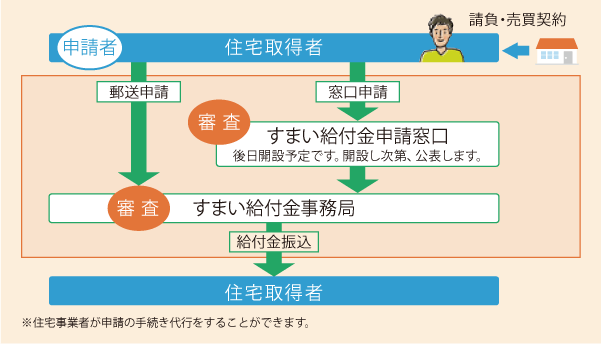 請負・売買契約
申請者
住宅取得者
郵送申請
窓口申請
審査
すまい給付金申請窓口
後日開設予定です。開設し次第、公表します。
審査
すまい給付金事務局
給付金振込
住宅取得者
※住宅事業者が申請の手続き代行をすることができます。